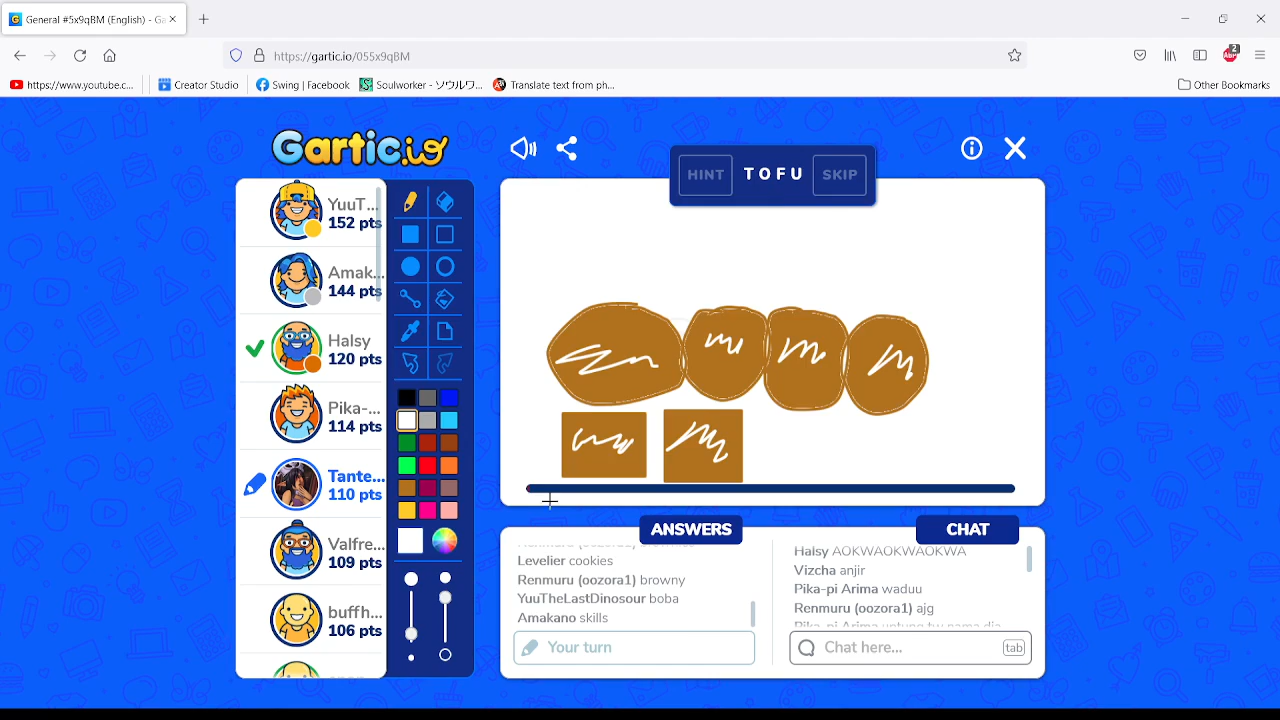 General #5x9qBM (English) - Ga
https://gartic.io/055x9qBM
2
https://www.youtube.c... Creator Studio Swing | Facebook Soulworker - ソウルワ... Translate text from ph... Other Bookmarks
Gartic.io
HINT TOFU SKIP
YuuT...
152 pts
Amak...
144 pts
Halsy
120 pts
Pika-...
114 pts
Tante...
110 pts
Valfre...
109 pts
buffh...
106 pts
ANSWERS
Levelier cookies
Renmuru (oozora1) browny
YuuTheLastDinosour boba
Amakano skills
Your turn
CHAT
Halsy AOKWAOKWAOKWA
Vizcha anjir
Pika-pi Arima waduu
Renmuru (oozora1) ajg
Chat here... tab